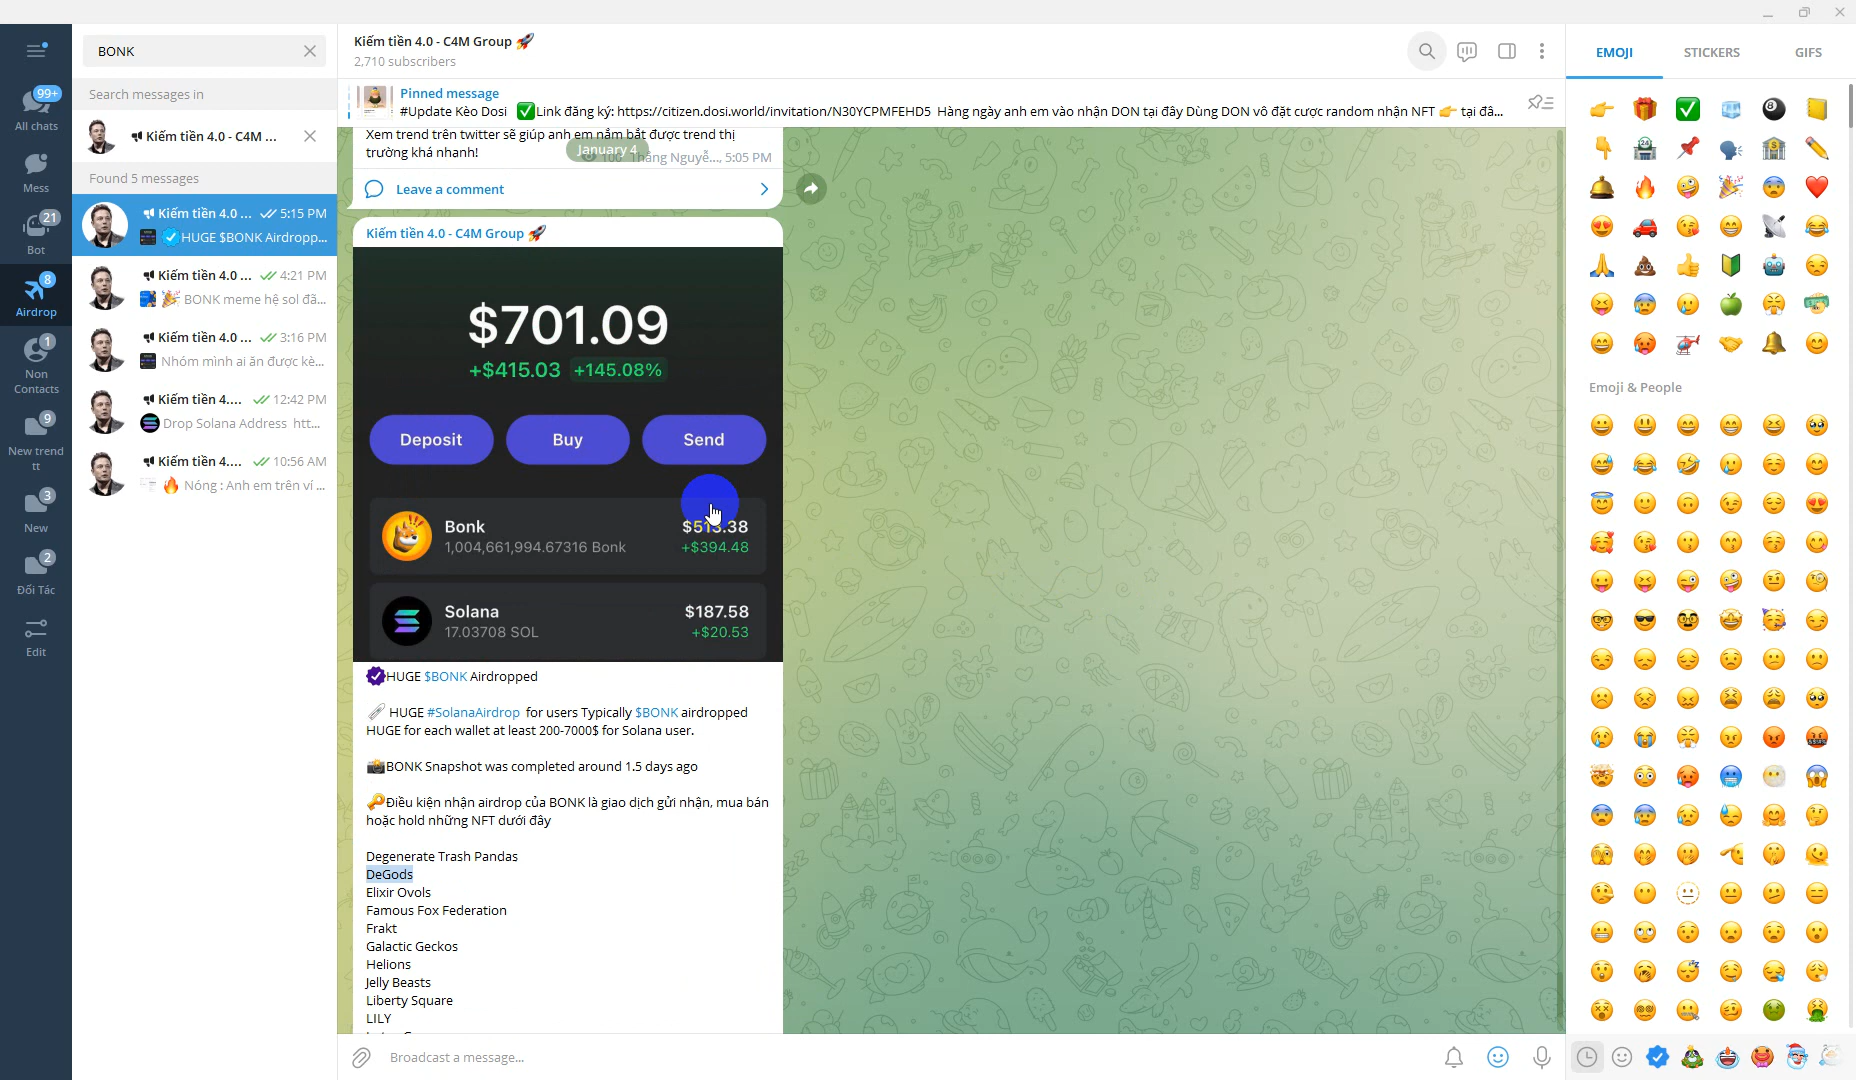 BONK
Search messages in
Kiếm tiền 4.0 - C4M ...
Found 5 messages
Kiếm tiền 4.0 ... 5:15 PM
HUGE $BONK Airdropp...
Kiếm tiền 4.0 ... 4:21 PM
BONK meme hệ sol đã...
Kiếm tiền 4.0 ... 3:16 PM
Nhóm mình ai ăn được kè...
Kiếm tiền 4.... 12:42 PM
Drop Solana Address htt...
Kiếm tiền 4.... 10:56 AM
Nóng : Anh em trên ví ...
99+
All chats
Mess
21
Bot
8
Airdrop
1
Non
Contacts
9
New trend
tt
3
New
2
Đối Tác
Edit
Kiếm tiền 4.0 - C4M Group
2,710 subscribers
Pinned message
#Update Kèo Dosi ✅Link đăng ký: https://citizen.dosi.world/invitation/N30YCPMFEHD5 Hàng ngày anh em vào nhận DON tại đây Dùng DON vô đặt cược random nhận NFT 👉 tại đâ...
Xem trend trên twitter sẽ giúp anh em nắm bắt được trend thị
trường khá nhanh!
January 4
100 Thắng Nguyễ..., 5:05 PM
Leave a comment
Kiếm tiền 4.0 - C4M Group
$701.09
+$415.03 +145.08%
Deposit Buy Send
Bonk $513.38
1,004,661,994.67316 Bonk +$394.48
Solana $187.58
17.03708 SOL +$20.53
HUGE $BONK Airdropped
HUGE #SolanaAirdrop for users Typically $BONK airdropped
HUGE for each wallet at least 200-7000$ for Solana user.
BONK Snapshot was completed around 1.5 days ago
Điều kiện nhận airdrop của BONK là giao dịch gửi nhận, mua bán
hoặc hold những NFT dưới đây
Degenerate Trash Pandas
DeGods
Elixir Ovols
Famous Fox Federation
Frakt
Galactic Geckos
Helions
Jelly Beasts
Liberty Square
LILY
Broadcast a message...
EMOJI STICKERS GIFS
Emoji & People